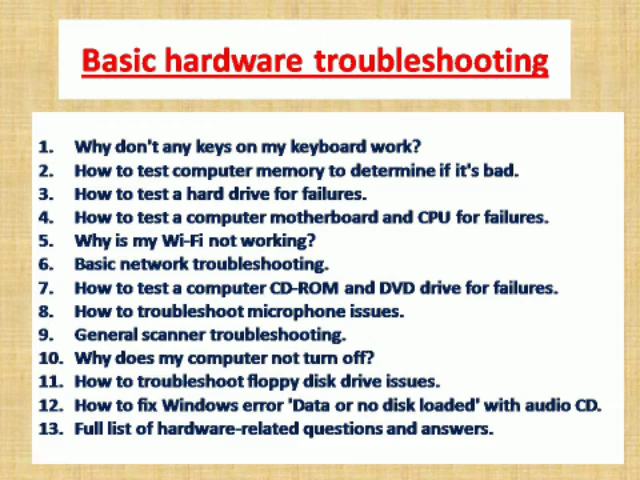 Basic hardware troubleshooting
1. Why don't any keys on my keyboard work?
2. How to test computer memory to determine if it's bad.
3. How to test a hard drive for failures.
4. How to test a computer motherboard and CPU for failures.
5. Why is my Wi-Fi not working?
6. Basic network troubleshooting.
7. How to test a computer CD-ROM and DVD drive for failures.
8. How to troubleshoot microphone issues.
9. General scanner troubleshooting.
10. Why does my computer not turn off?
11. How to troubleshoot floppy disk drive issues.
12. How to fix Windows error 'Data or no disk loaded' with audio CD.
13. Full list of hardware-related questions and answers.